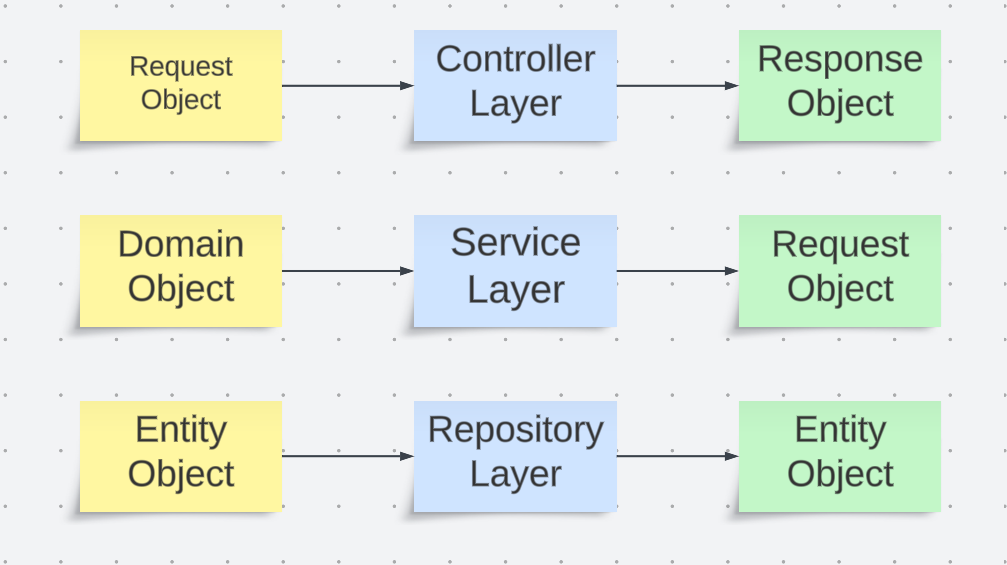 Request
Object
Controller
Layer
Response
Object
Domain
Object
Service
Layer
Request
Object
Entity
Object
Repository
Layer
Entity
Object